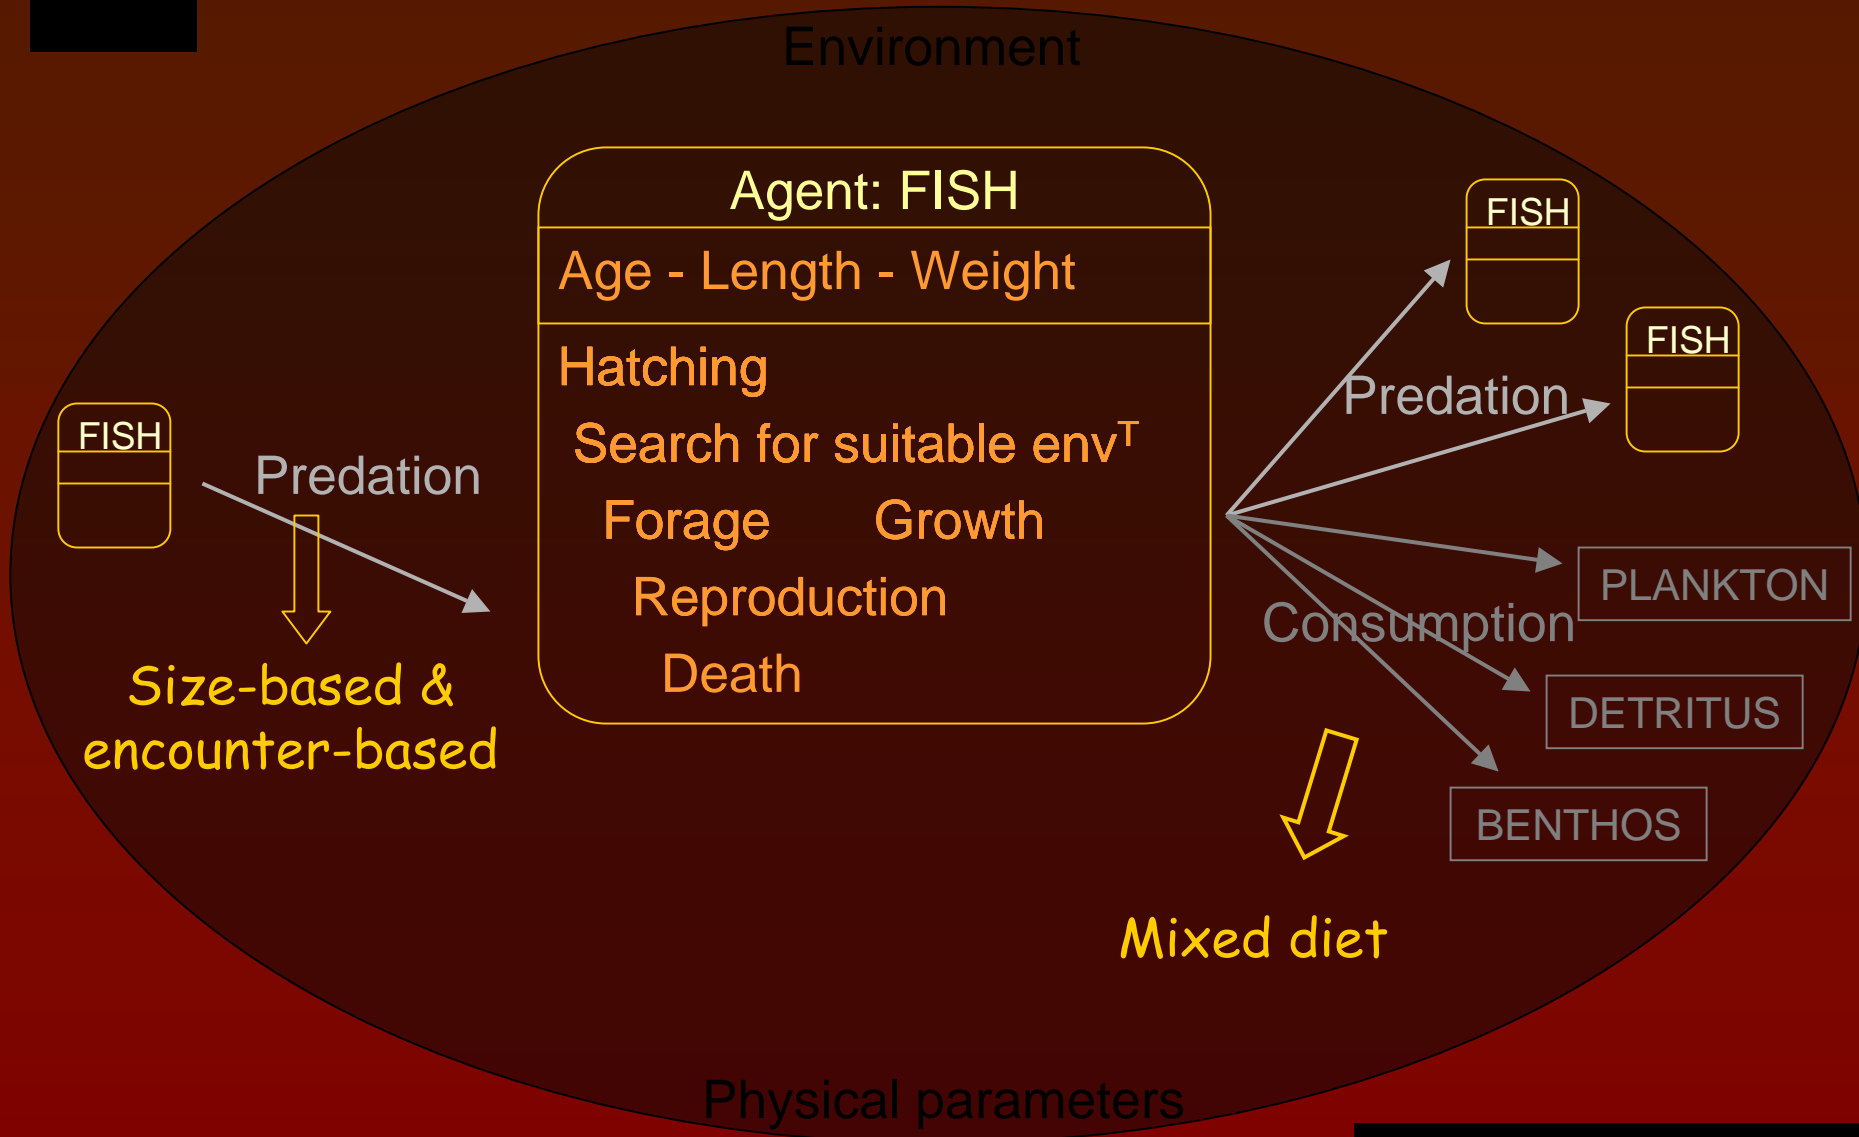 Environment
Agent: FISH
Age - Length - Weight
Hatching
Search for suitable envᵀ
Forage Growth
Reproduction
Death
FISH
Predation
Size-based &
encounter-based
FISH
FISH
Predation
Consumption
PLANKTON
DETRITUS
BENTHOS
Mixed diet
Physical parameters